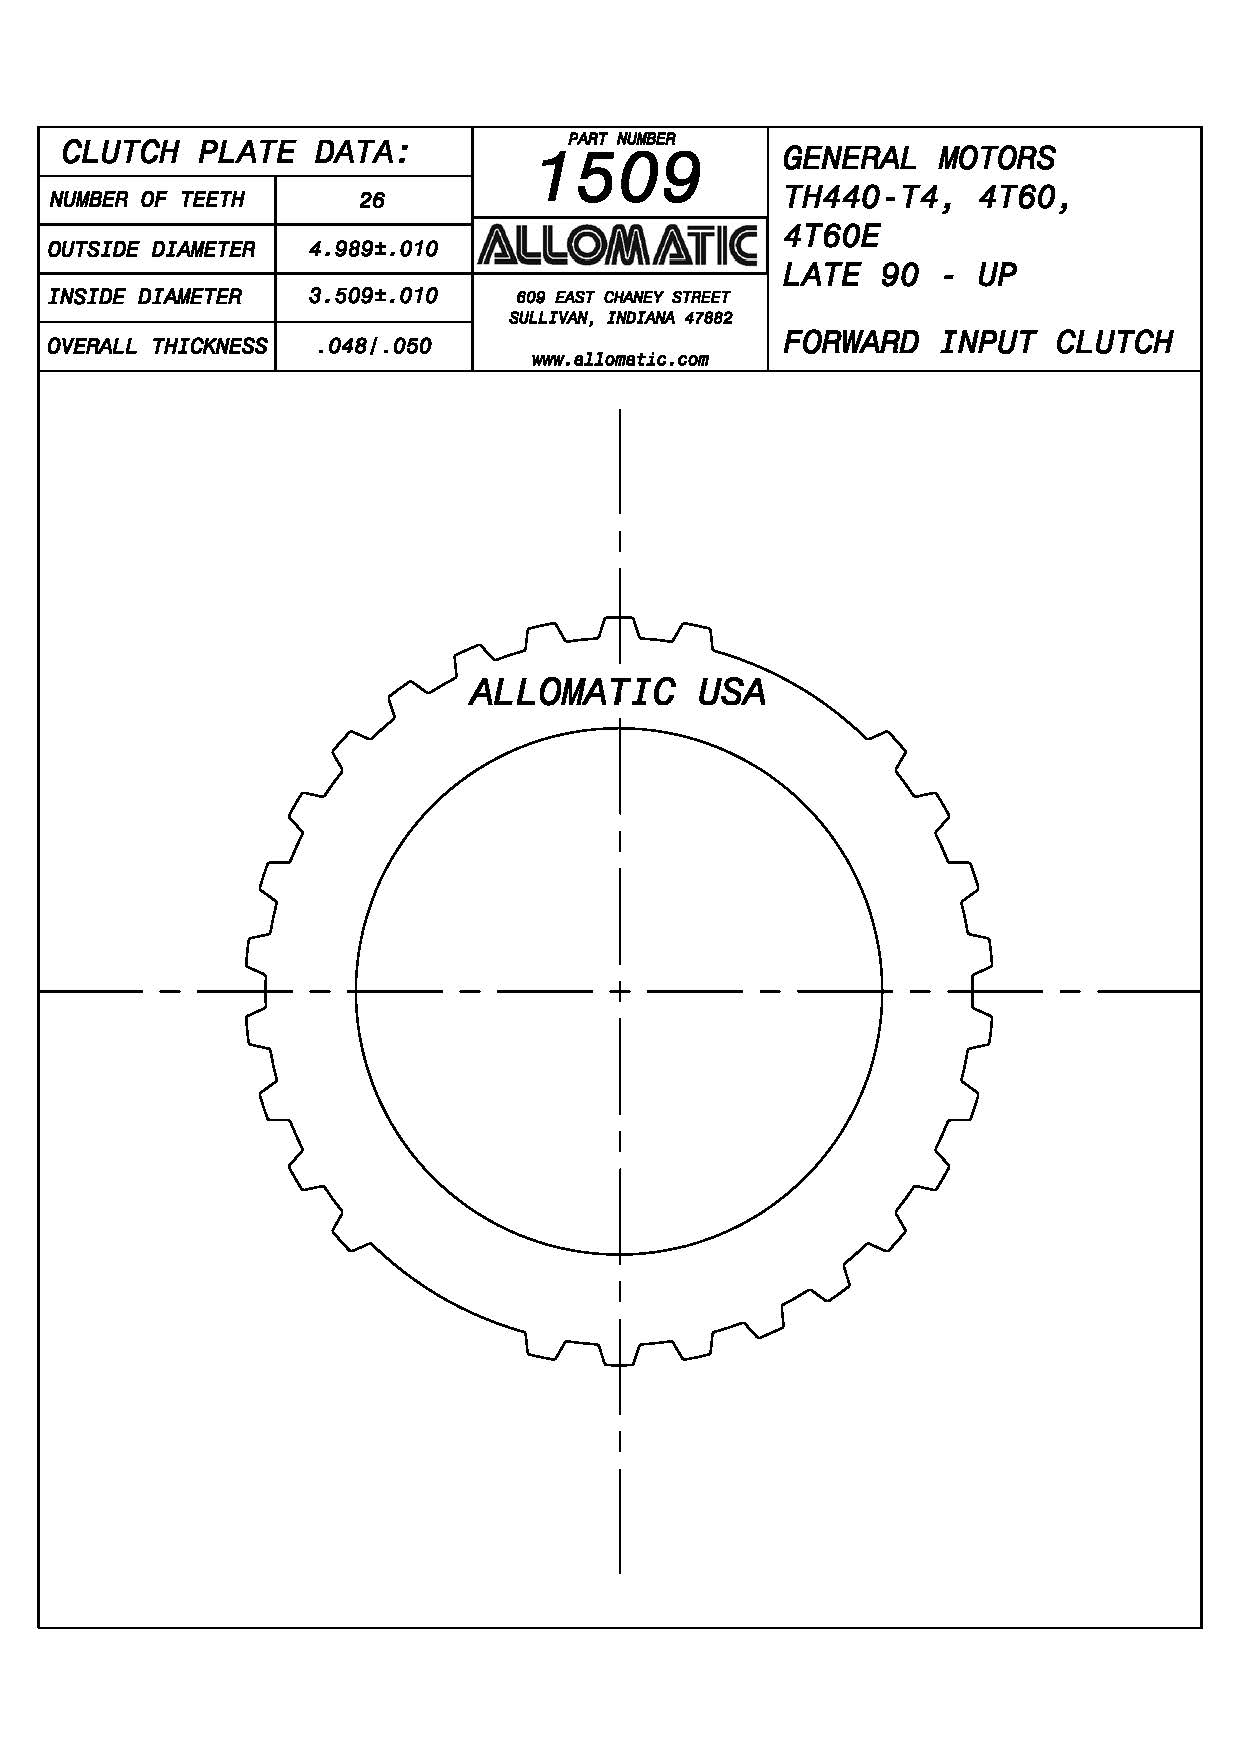 CLUTCH PLATE DATA:
NUMBER OF TEETH 26
OUTSIDE DIAMETER 4.989±.010
INSIDE DIAMETER 3.509±.010
OVERALL THICKNESS .048/.050
PART NUMBER
1509
ALLOMATIC
609 EAST CHANEY STREET
SULLIVAN, INDIANA 47882
www.allomatic.com
GENERAL MOTORS
TH440-T4, 4T60,
4T60E
LATE 90 - UP
FORWARD INPUT CLUTCH
ALLOMATIC USA